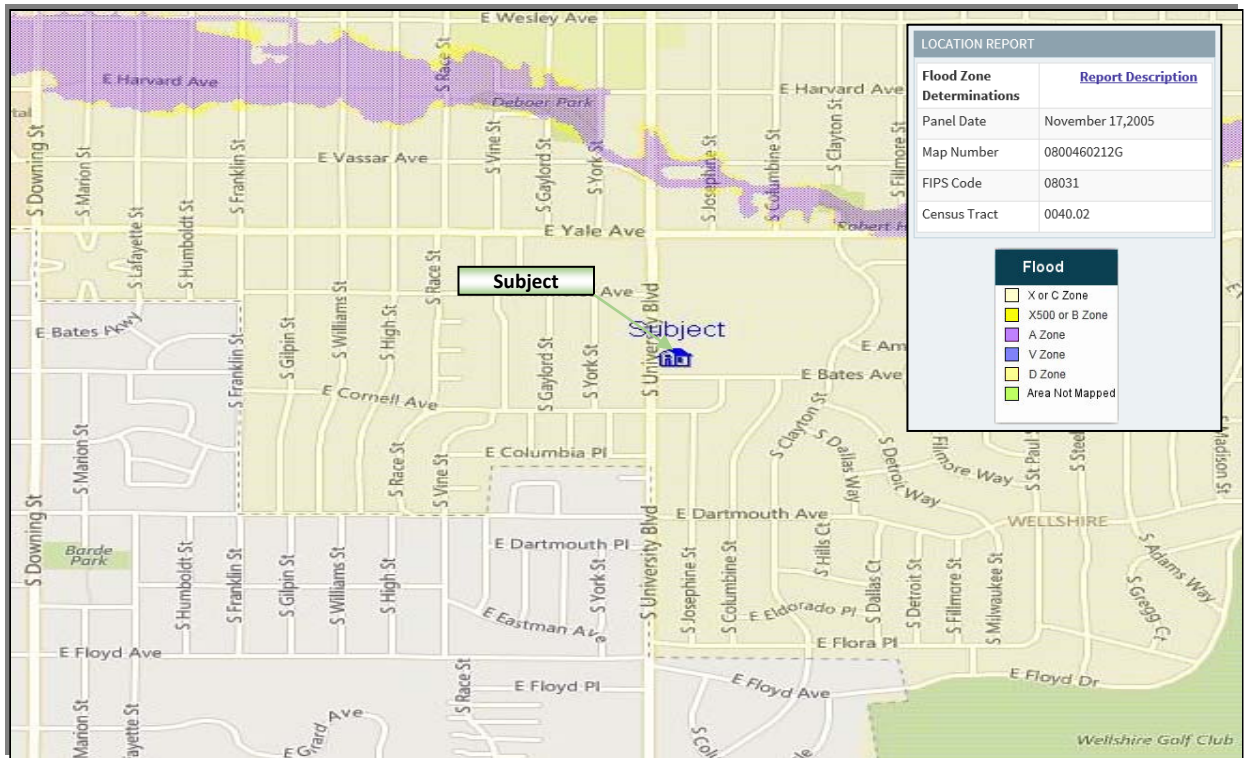 E Wesley Ave
LOCATION REPORT
Flood Zone Determinations
Report Description
Panel Date
November 17,2005
Map Number
0800460212G
FIPS Code
08031
Census Tract
0040.02
Flood
X or C Zone
X500 or B Zone
A Zone
V Zone
D Zone
Area Not Mapped
E Harvard Ave
S Race St
Deboer Park
E Harvard Ave
S Downing St
S Marion St
S Franklin St
E Vassar Ave
S Vine St
S Gaylord St
S York St
S Josephine St
S Columbine St
S Clayton St
S Fillmore St
S Lafayette St
S Humboldt St
E Yale Ave
S Race St
Subject
Ave
S University Blvd
Subject
E Bates Pkwy
S Franklin St
S Gilpin St
S Williams St
S High St
S Gaylord St
S York St
E Am
E Bates Ave
E Cornell Ave
S Clayton St
S Dallas Way
S Detroit Way
Fillmore Way
S St Paul
S Steel
S Madison St
S Marion St
S Race St
S Vine St
E Columbia Pl
S Downing St
S University Blvd
E Dartmouth Ave
WELLSHIRE
Barde
Park
E Dartmouth Pl
S Humboldt St
S Franklin St
S Gilpin St
S Williams St
S High St
S York St
S Josephine St
S Columbine St
S Hills Ct
S Dallas Ct
S Detroit St
S Fillmore St
S Milwaukee St
S Adams Way
S Gregg Ct
E Eastman Ave
E Eldorado Pl
E Flora Pl
E Floyd Ave
S Race St
E Floyd Pl
E Floyd Ave
E Floyd Dr
Marion St
ayette St
E Girard Ave
S Col
Wellshire Golf Club